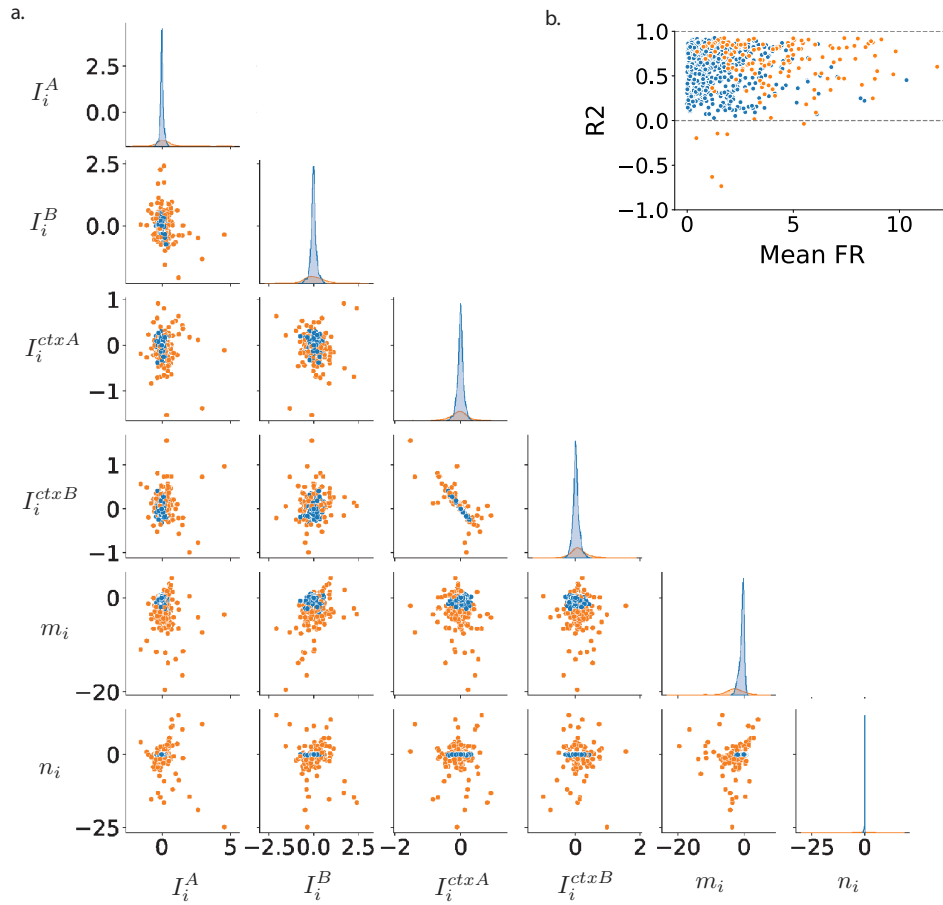 a.
b.
I_i^A
2.5
0.0
I_i^B
2.5
0.0
I_i^{ctxA}
1
0
−1
I_i^{ctxB}
1
0
−1
m_i
0
−20
n_i
0
−25
0 5
−2.5 0.0 2.5
−2 0
0 2
−20 0
−25 0
I_i^A I_i^B I_i^{ctxA} I_i^{ctxB} m_i n_i
R2
1.0
0.5
0.0
−0.5
−1.0
0 5 10
Mean FR